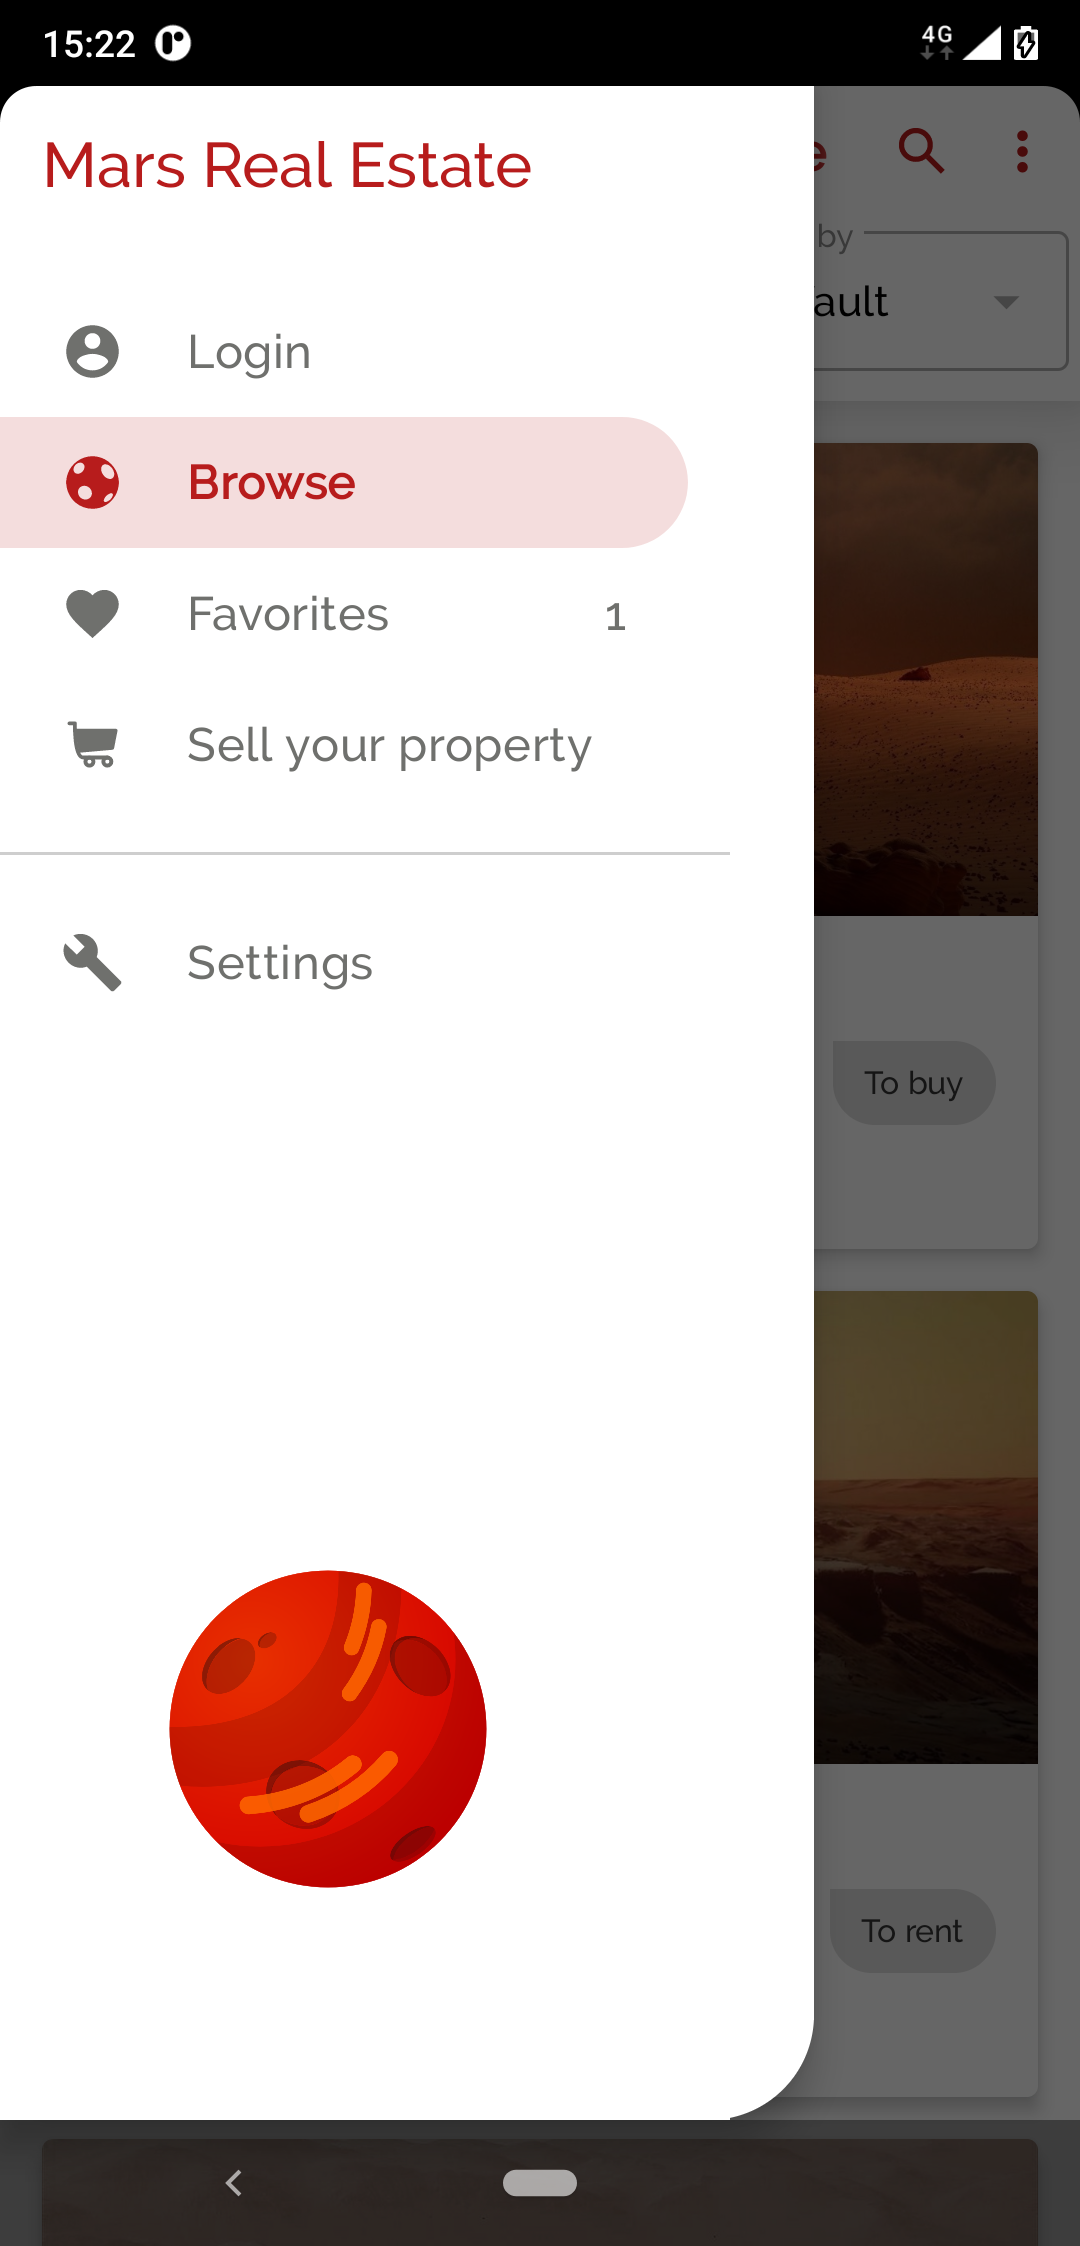 15:22
4G
Mars Real Estate
e
by
ault
Login
Browse
Favorites 1
Sell your property
Settings
To buy
To rent